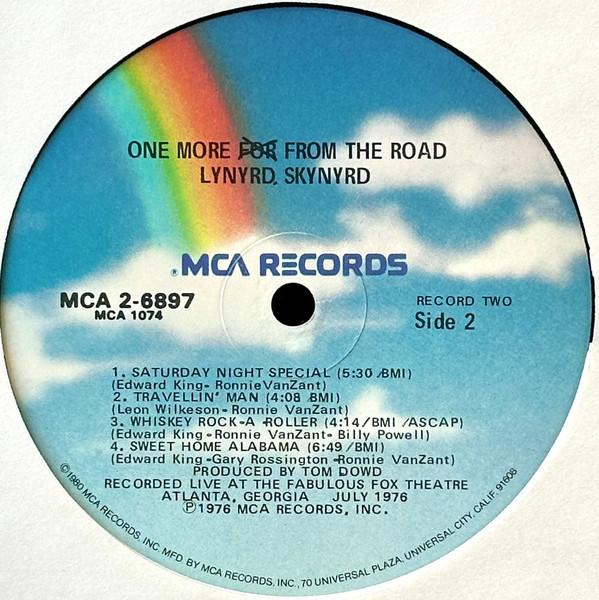 ONE MORE FOR FROM THE ROAD
LYNYRD SKYNYRD
®MCA RECORDS
MCA 2-6897
MCA 1074
RECORD TWO
Side 2
1. SATURDAY NIGHT SPECIAL (5:30 /BMI)
(Edward King- Ronnie VanZant)
2. TRAVELLIN' MAN (4:08 /BMI)
(Leon Wilkeson- Ronnie VanZant)
3. WHISKEY ROCK-A -ROLLER (4:14/BMI /ASCAP)
(Edward King-Ronnie VanZant- Billy Powell)
4. SWEET HOME ALABAMA (6:49 /BMI)
(Edward King-Gary Rossington -Ronnie VanZant)
PRODUCED BY TOM DOWD
RECORDED LIVE AT THE FABULOUS FOX THEATRE
ATLANTA, GEORGIA JULY 1976
℗1976 MCA RECORDS, INC.
©1980 MCA RECORDS, INC. MFD. BY MCA RECORDS, INC., 70 UNIVERSAL PLAZA, UNIVERSAL CITY, CALIF. 91608